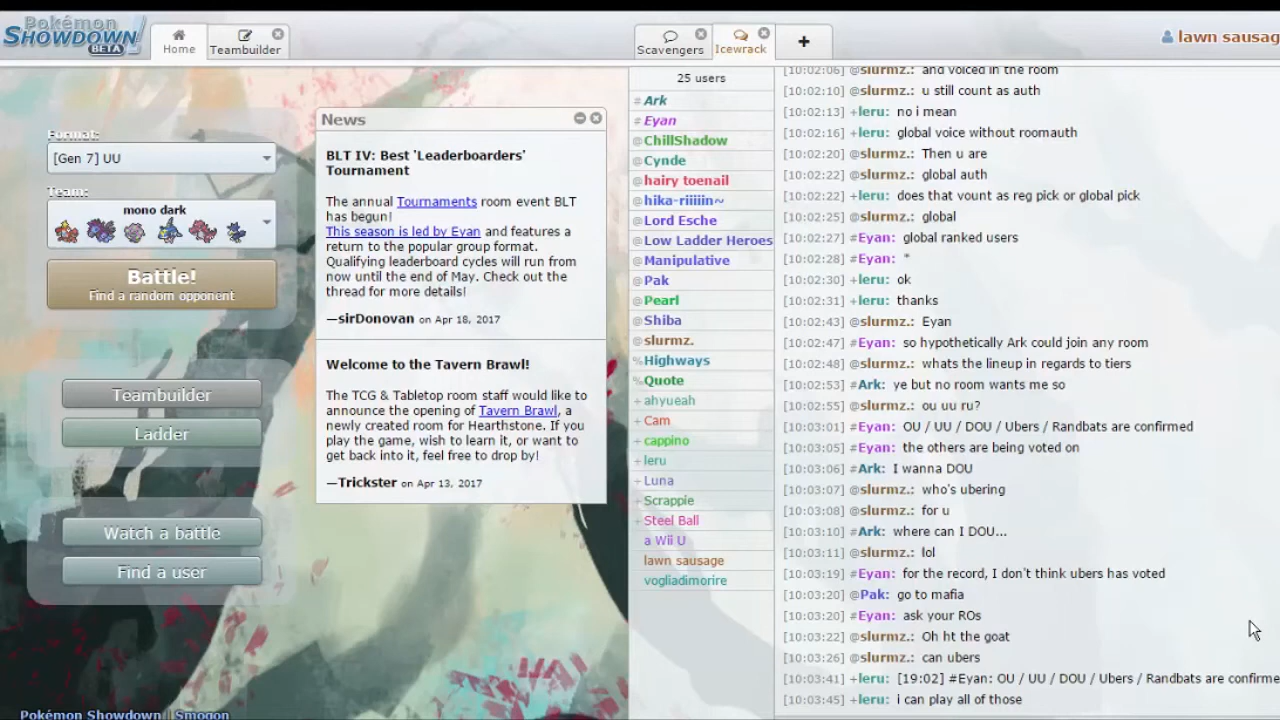 Pokémon
SHOWDOWN!
BETA
Home
Teambuilder
Scavengers
Icewrack
+
lawn sausag
Format:
[Gen 7] UU
Team:
mono dark
Battle!
Find a random opponent
Teambuilder
Ladder
Watch a battle
Find a user
Pokémon Showdown | Smogon
News
BLT IV: Best 'Leaderboarders'
Tournament
The annual Tournaments room event BLT
has begun!
This season is led by Eyan and features a
return to the popular group format.
Qualifying leaderboard cycles will run from
now until the end of May. Check out the
thread for more details!
—sirDonovan on Apr 18, 2017
Welcome to the Tavern Brawl!
The TCG & Tabletop room staff would like to
announce the opening of Tavern Brawl, a
newly created room for Hearthstone. If you
play the game, wish to learn it, or want to
get back into it, feel free to drop by!
—Trickster on Apr 13, 2017
25 users
# Ark
# Eyan
@ ChillShadow
@ Cynde
@ hairy toenail
@ hika-riiiiin~
@ Lord Esche
@ Low Ladder Heroes
@ Manipulative
@ Pak
@ Pearl
@ Shiba
@ slurmz.
% Highways
% Quote
+ ahyueah
+ Cam
+ cappino
+ leru
+ Luna
+ Scrappie
+ Steel Ball
a Wii U
lawn sausage
vogliadimorire
[10:02:06] @slurmz.: and voiced in the room
[10:02:10] @slurmz.: u still count as auth
[10:02:13] +leru: no i mean
[10:02:16] +leru: global voice without roomauth
[10:02:20] @slurmz.: Then u are
[10:02:22] @slurmz.: global auth
[10:02:22] +leru: does that vount as reg pick or global pick
[10:02:25] @slurmz.: global
[10:02:27] #Eyan: global ranked users
[10:02:28] #Eyan: *
[10:02:30] +leru: ok
[10:02:31] +leru: thanks
[10:02:43] @slurmz.: Eyan
[10:02:47] #Eyan: so hypothetically Ark could join any room
[10:02:48] @slurmz.: whats the lineup in regards to tiers
[10:02:53] #Ark: ye but no room wants me so
[10:02:55] @slurmz.: ou uu ru?
[10:03:01] #Eyan: OU / UU / DOU / Ubers / Randbats are confirmed
[10:03:05] #Eyan: the others are being voted on
[10:03:06] #Ark: I wanna DOU
[10:03:07] @slurmz.: who's ubering
[10:03:08] @slurmz.: for u
[10:03:10] #Ark: where can I DOU...
[10:03:11] @slurmz.: lol
[10:03:19] #Eyan: for the record, I don't think ubers has voted
[10:03:20] @Pak: go to mafia
[10:03:20] #Eyan: ask your ROs
[10:03:22] @slurmz.: Oh ht the goat
[10:03:26] @slurmz.: can ubers
[10:03:41] +leru: [19:02] #Eyan: OU / UU / DOU / Ubers / Randbats are confirme
[10:03:45] +leru: i can play all of those